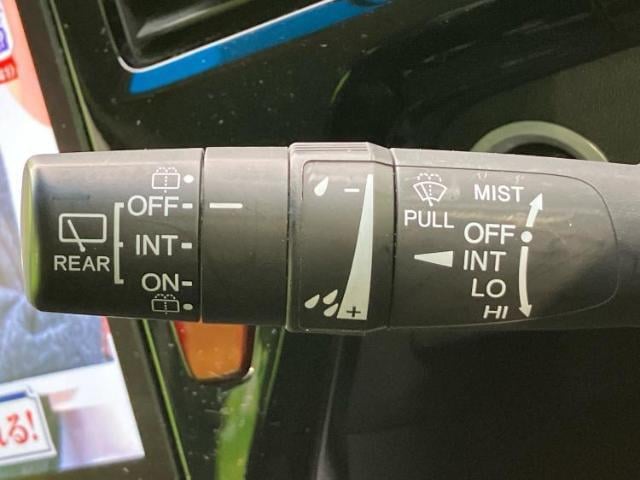 OFF
INT
REAR
ON
-
+
MIST
PULL
OFF
INT
LO
HI
る!